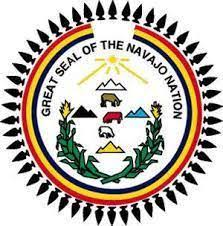 GREAT SEAL OF THE NAVAJO NATION